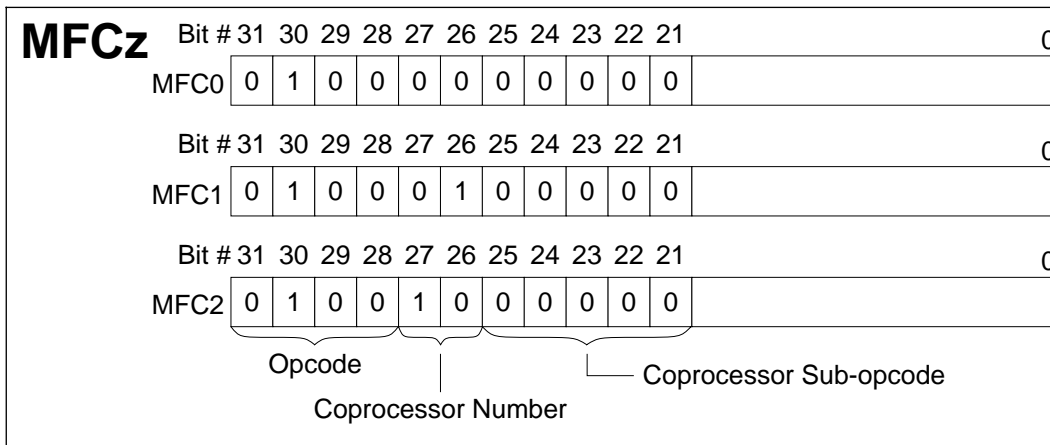 MFCz Bit # 31 30 29 28 27 26 25 24 23 22 21 0
MFC0 0 1 0 0 0 0 0 0 0 0 0
Bit # 31 30 29 28 27 26 25 24 23 22 21 0
MFC1 0 1 0 0 0 1 0 0 0 0 0
Bit # 31 30 29 28 27 26 25 24 23 22 21 0
MFC2 0 1 0 0 1 0 0 0 0 0 0
Opcode
Coprocessor Sub-opcode
Coprocessor Number